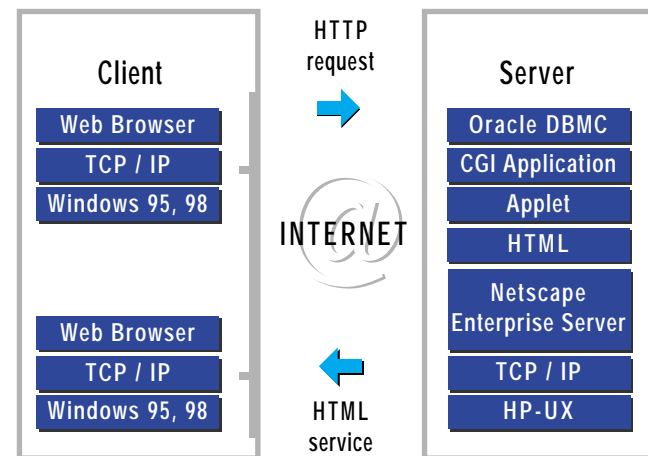 Client
Web Browser
TCP / IP
Windows 95, 98
Web Browser
TCP / IP
Windows 95, 98
HTTP
request
@
INTERNET
HTML
service
Server
Oracle DBMC
CGI Application
Applet
HTML
Netscape
Enterprise Server
TCP / IP
HP-UX